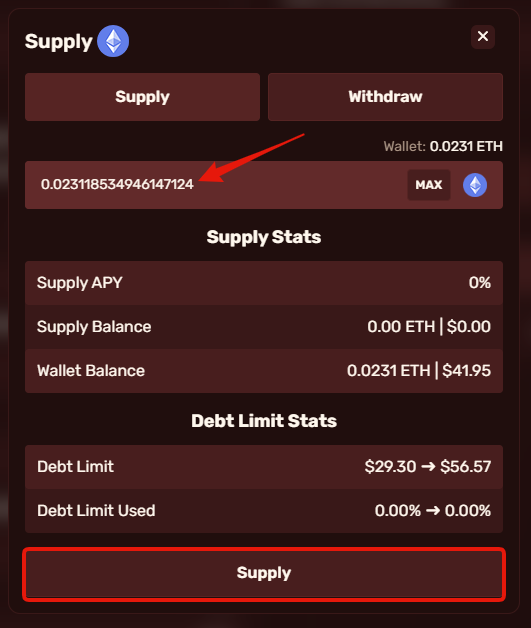 Supply
Supply Withdraw
Wallet: 0.0231 ETH
0.023118534946147124 MAX
Supply Stats
Supply APY 0%
Supply Balance 0.00 ETH | $0.00
Wallet Balance 0.0231 ETH | $41.95
Debt Limit Stats
Debt Limit $29.30 ➔ $56.57
Debt Limit Used 0.00% ➔ 0.00%
Supply